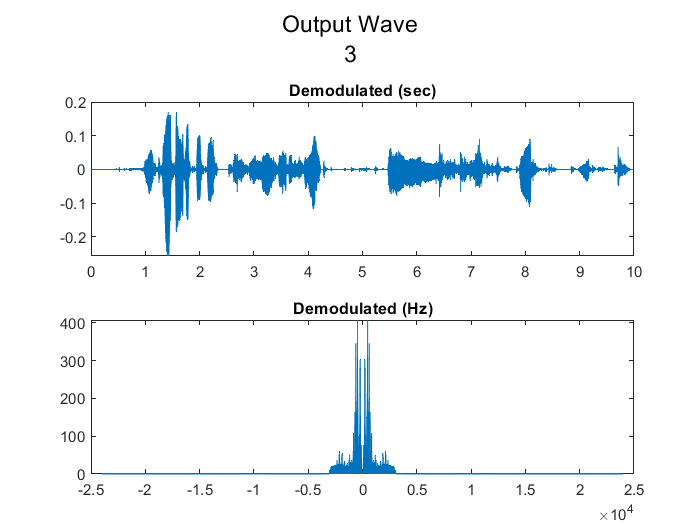 Output Wave
3
Demodulated (sec)
0.2
0.1
0
-0.1
-0.2
0 1 2 3 4 5 6 7 8 9 10
Demodulated (Hz)
400
300
200
100
0
-2.5 -2 -1.5 -1 -0.5 0 0.5 1 1.5 2 2.5
×10⁴